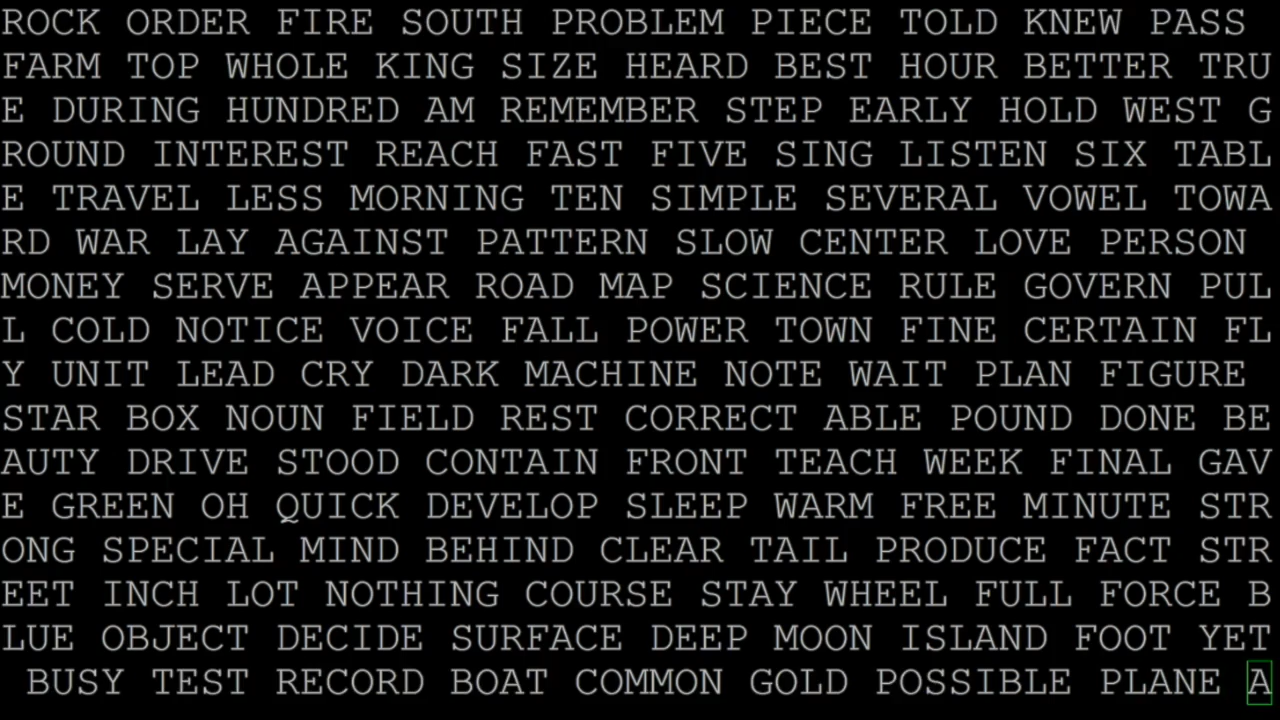 ROCK ORDER FIRE SOUTH PROBLEM PIECE TOLD KNEW PASS
FARM TOP WHOLE KING SIZE HEARD BEST HOUR BETTER TRU
E DURING HUNDRED AM REMEMBER STEP EARLY HOLD WEST G
ROUND INTEREST REACH FAST FIVE SING LISTEN SIX TABL
E TRAVEL LESS MORNING TEN SIMPLE SEVERAL VOWEL TOWA
RD WAR LAY AGAINST PATTERN SLOW CENTER LOVE PERSON
MONEY SERVE APPEAR ROAD MAP SCIENCE RULE GOVERN PUL
L COLD NOTICE VOICE FALL POWER TOWN FINE CERTAIN FL
Y UNIT LEAD CRY DARK MACHINE NOTE WAIT PLAN FIGURE
STAR BOX NOUN FIELD REST CORRECT ABLE POUND DONE BE
AUTY DRIVE STOOD CONTAIN FRONT TEACH WEEK FINAL GAV
E GREEN OH QUICK DEVELOP SLEEP WARM FREE MINUTE STR
ONG SPECIAL MIND BEHIND CLEAR TAIL PRODUCE FACT STR
EET INCH LOT NOTHING COURSE STAY WHEEL FULL FORCE B
LUE OBJECT DECIDE SURFACE DEEP MOON ISLAND FOOT YET
BUSY TEST RECORD BOAT COMMON GOLD POSSIBLE PLANE A